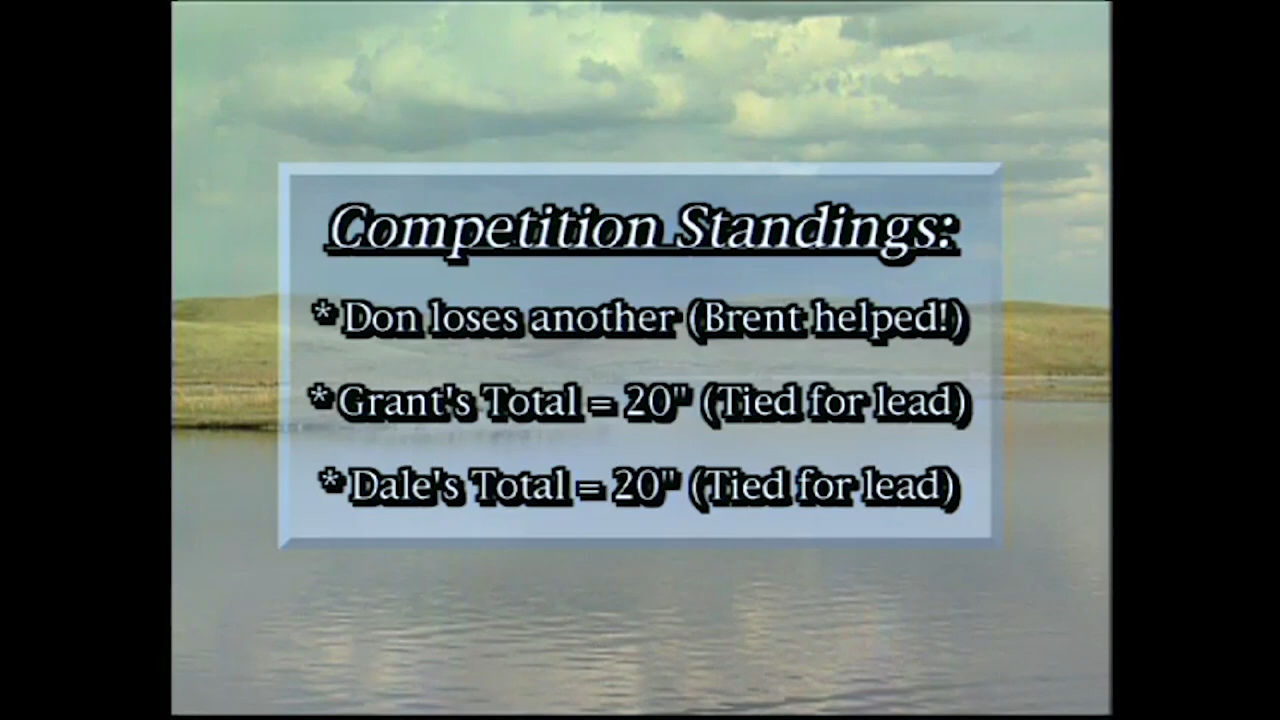 Competition Standings:
* Don loses another (Brent helped!)
* Grant's Total = 20" (Tied for lead)
* Dale's Total = 20" (Tied for lead)